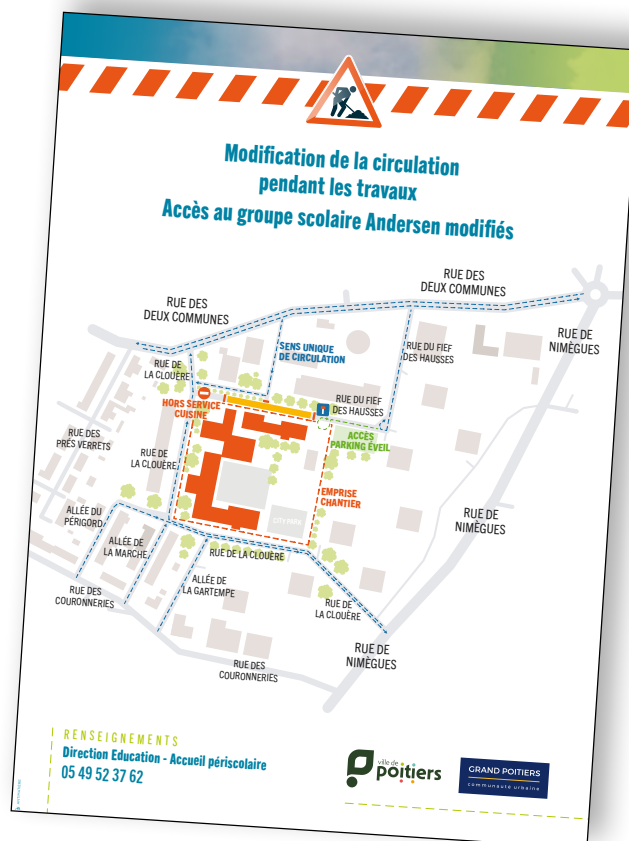 Modification de la circulation
pendant les travaux
Accès au groupe scolaire Andersen modifiés
RUE DES
DEUX COMMUNES
RUE DES
DEUX COMMUNES
RUE DE
NIMÈGUES
SENS UNIQUE
DE CIRCULATION
RUE DU FIEF
DES HAUSSES
RUE DE
LA CLOUÈRE
HORS SERVICE
CUISINE
RUE DU FIEF
DES HAUSSES
ACCÈS
PARKING ÉVEIL
RUE DES
PRÉS VERRETS
RUE DE
LA CLOUÈRE
EMPRISE
CHANTIER
ALLÉE DU
PÉRIGORD
CITY PARK
RUE DE
NIMÈGUES
ALLÉE DE
LA MARCHE
RUE DE LA CLOUÈRE
ALLÉE DE
LA GARTEMPE
RUE DES
COURONNERIES
RUE DE
LA CLOUÈRE
RUE DE
NIMÈGUES
RUE DES
COURONNERIES
RENSEIGNEMENTS
Direction Education - Accueil périscolaire
05 49 52 37 62
ville de
poitiers
GRAND POITIERS
communauté urbaine